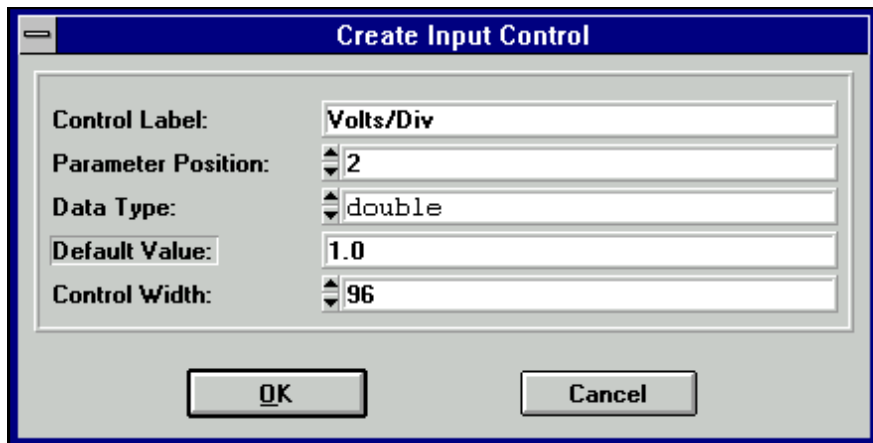 Create Input Control
Control Label: Volts/Div
Parameter Position: 2
Data Type: double
Default Value: 1.0
Control Width: 96
OK Cancel